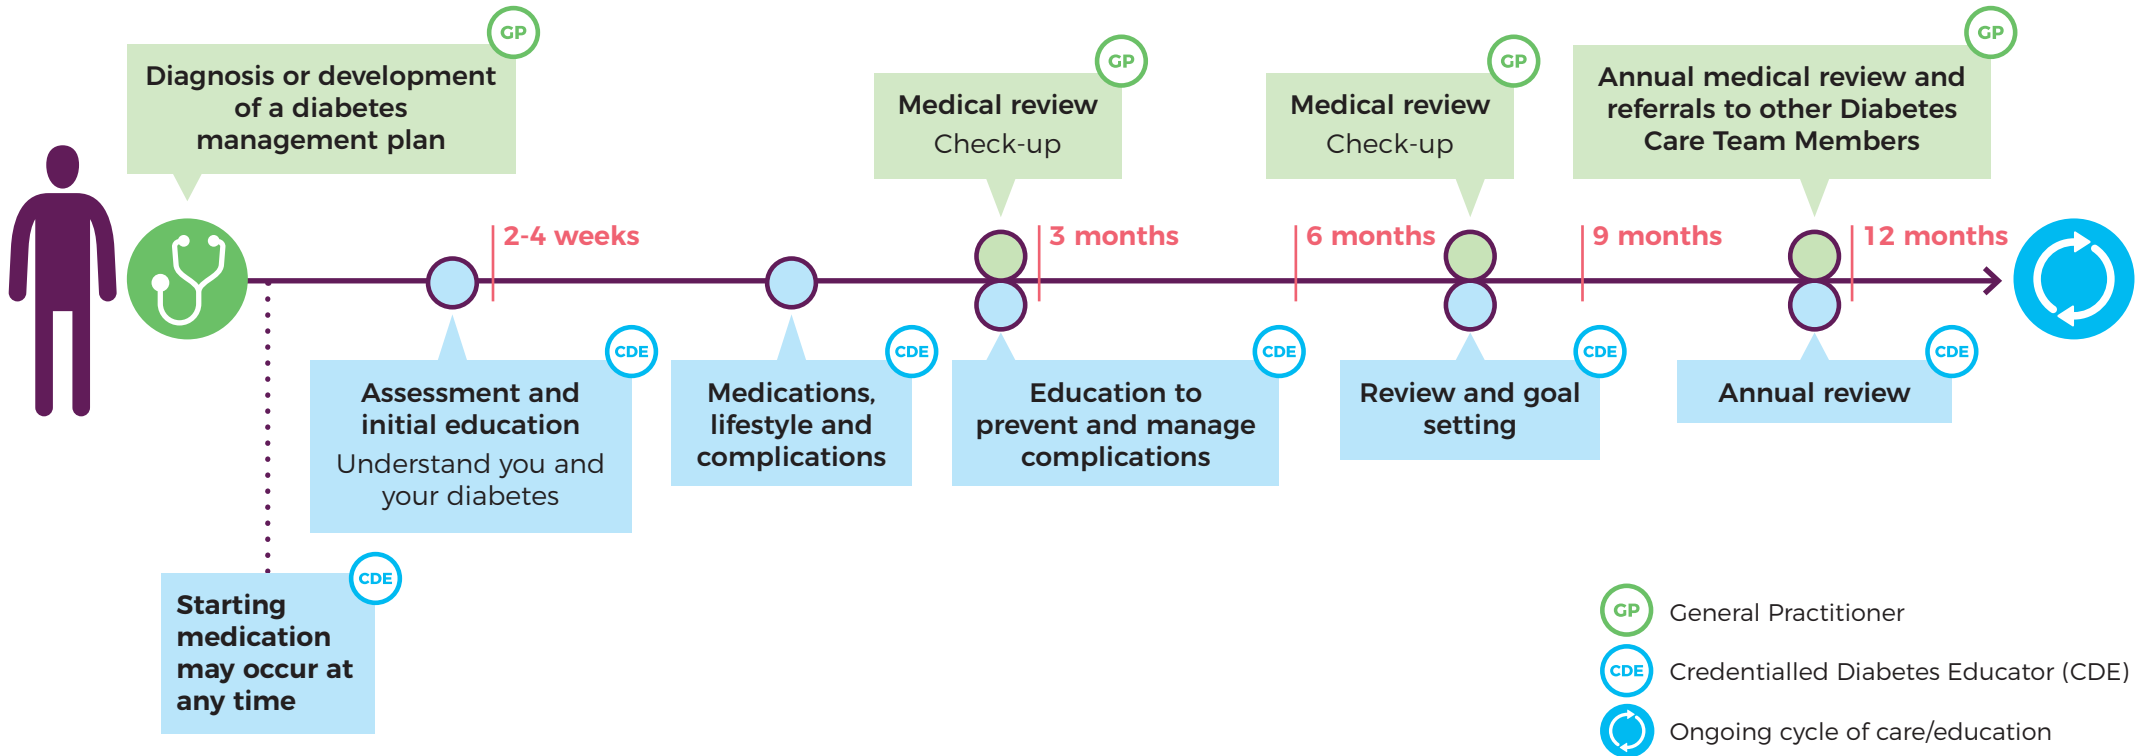 GP
Diagnosis or development
of a diabetes
management plan
GP
Medical review
Check-up
GP
Medical review
Check-up
GP
Annual medical review and
referrals to other Diabetes
Care Team Members
2-4 weeks
3 months
6 months
9 months
12 months
CDE
Assessment and
initial education
Understand you and
your diabetes
CDE
Medications,
lifestyle and
complications
CDE
Education to
prevent and manage
complications
CDE
Review and goal
setting
CDE
Annual review
CDE
Starting
medication
may occur at
any time
GP General Practitioner
CDE Credentialled Diabetes Educator (CDE)
Ongoing cycle of care/education